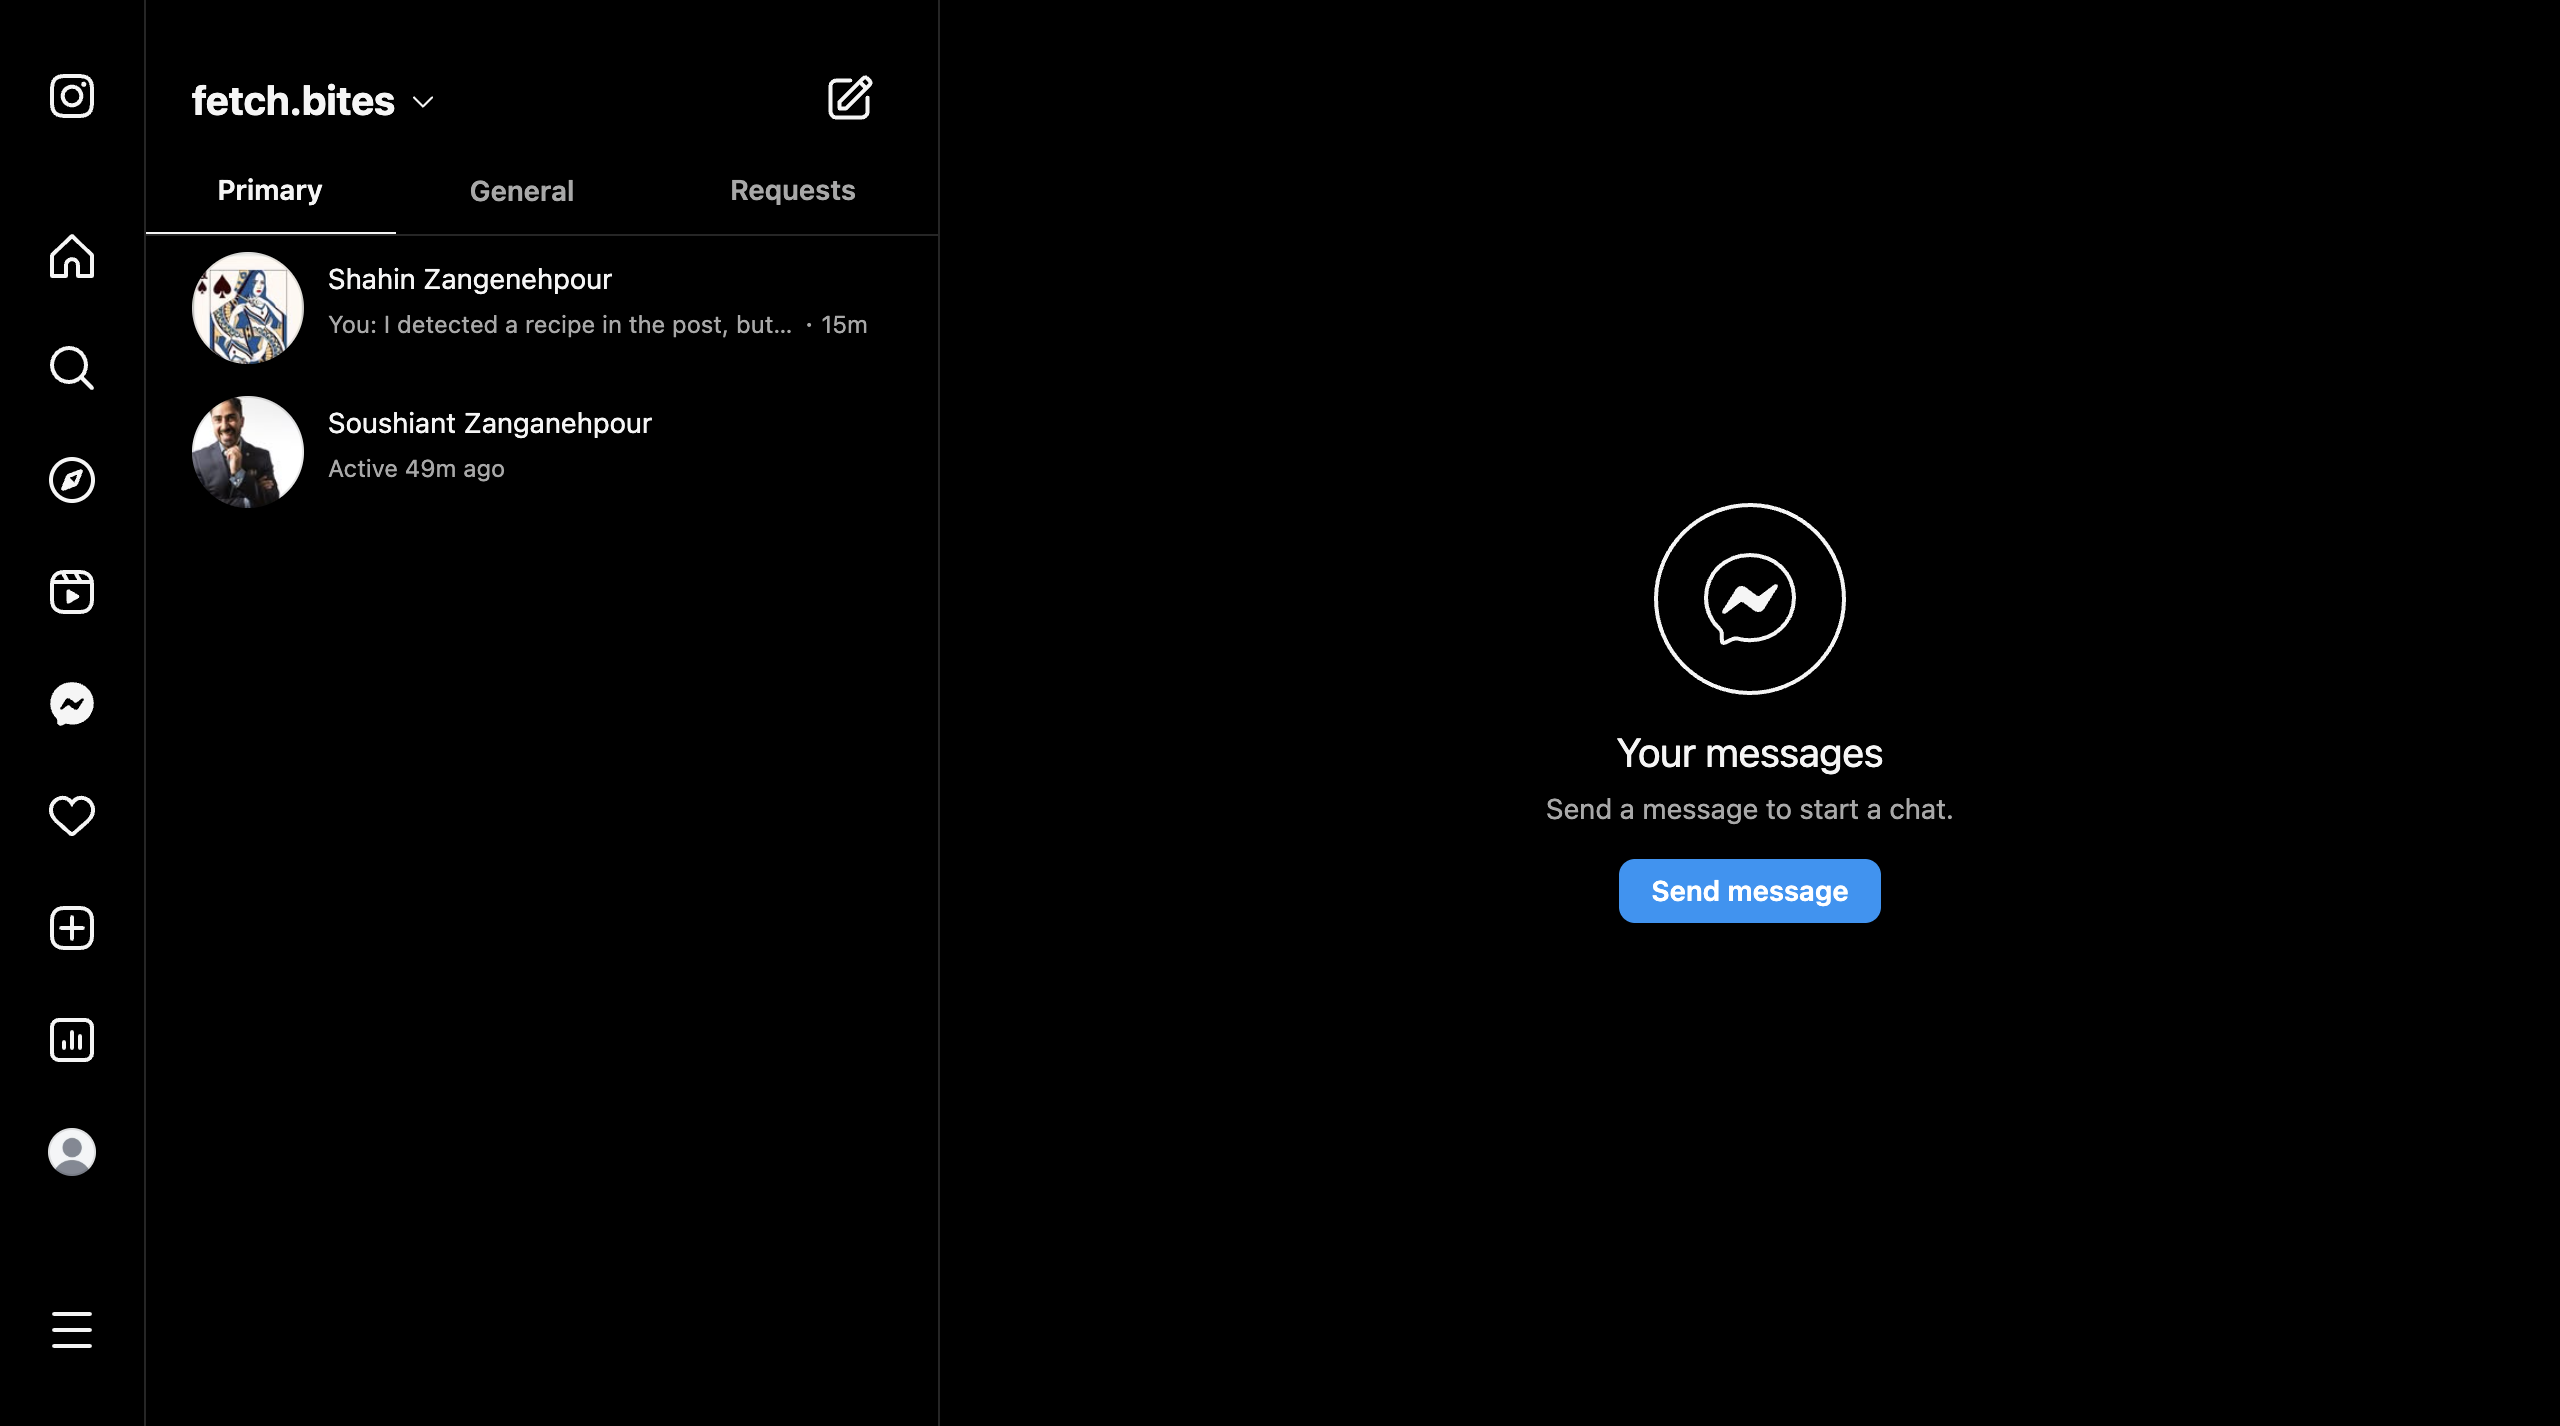 fetch.bites
Primary
General
Requests
Shahin Zangenehpour
You: I detected a recipe in the post, but... · 15m
Soushiant Zanganehpour
Active 49m ago
Your messages
Send a message to start a chat.
Send message